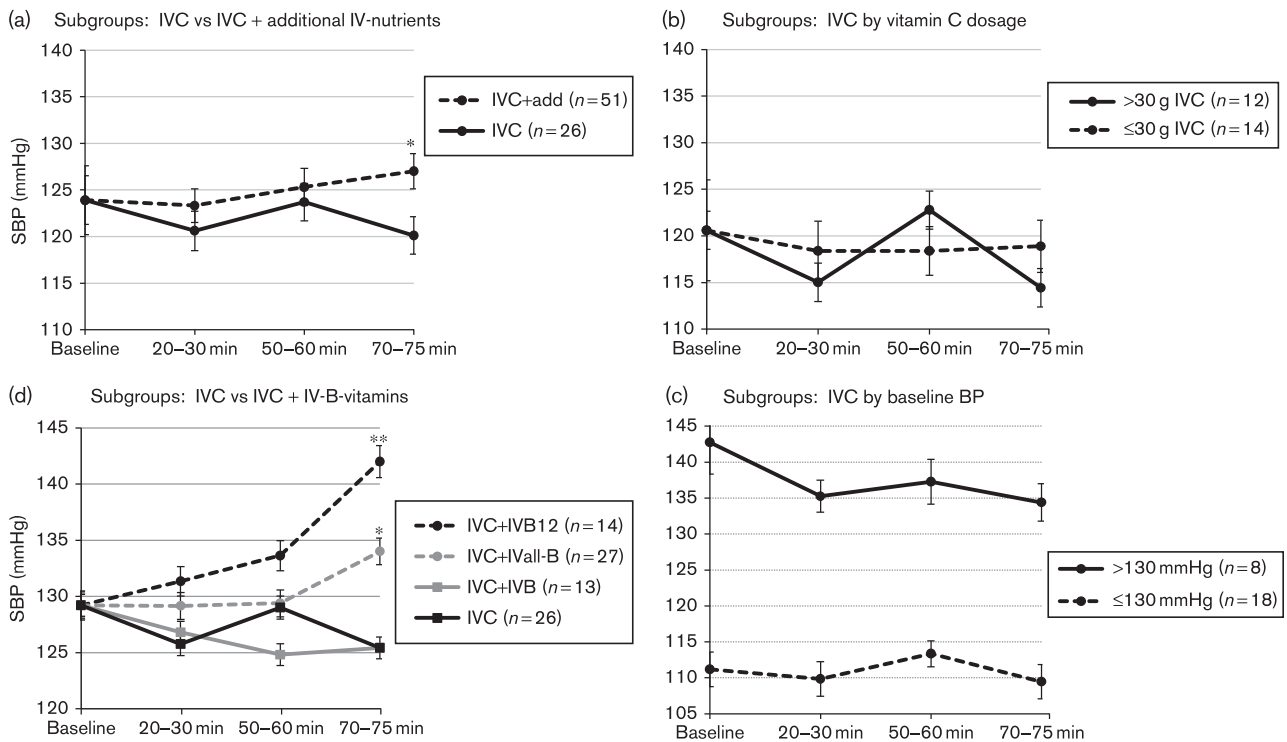 (a) Subgroups: IVC vs IVC + additional IV-nutrients
140
135
130
125
120
115
110
SBP (mmHg)
*
Baseline 20–30 min 50–60 min 70–75 min
IVC+add (n=51)
IVC (n=26)
(b) Subgroups: IVC by vitamin C dosage
140
135
130
125
120
115
110
Baseline 20–30 min 50–60 min 70–75 min
>30 g IVC (n=12)
≤30 g IVC (n=14)
(d) Subgroups: IVC vs IVC + IV-B-vitamins
145
140
135
130
125
120
SBP (mmHg)
**
*
Baseline 20–30 min 50–60 min 70–75 min
IVC+IVB12 (n=14)
IVC+IVall-B (n=27)
IVC+IVB (n=13)
IVC (n=26)
(c) Subgroups: IVC by baseline BP
145
140
135
130
125
120
115
110
105
Baseline 20–30 min 50–60 min 70–75 min
>130 mmHg (n=8)
≤130 mmHg (n=18)